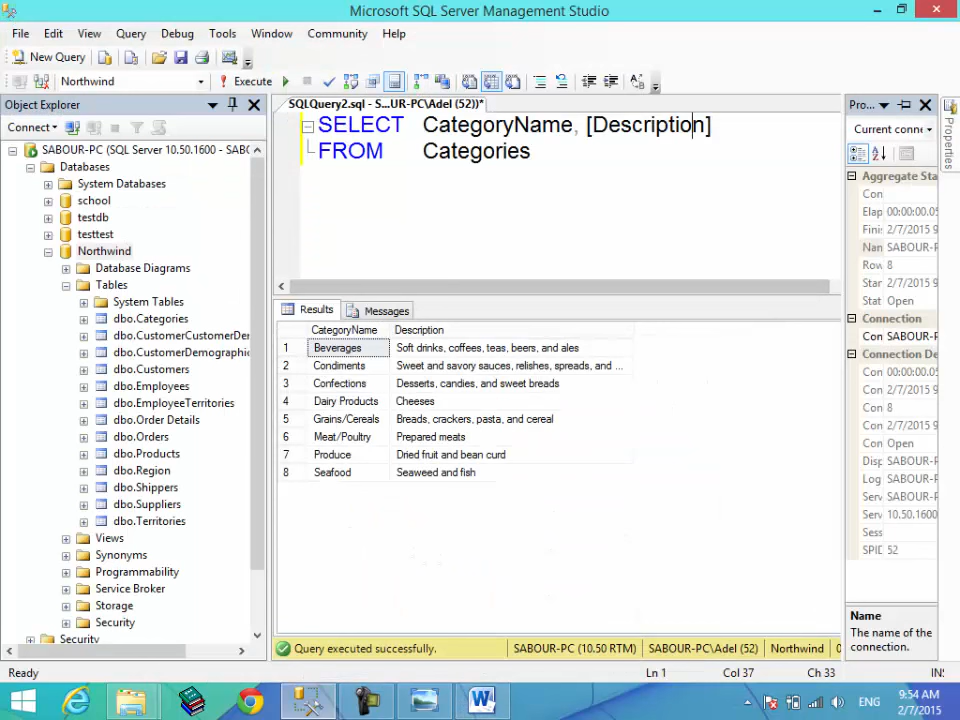 Microsoft SQL Server Management Studio
File Edit View Query Debug Tools Window Community Help
New Query
Northwind Execute
Object Explorer
Connect
SABOUR-PC (SQL Server 10.50.1600 - SABO
Databases
System Databases
school
testdb
testtest
Northwind
Database Diagrams
Tables
System Tables
dbo.Categories
dbo.CustomerCustomerDer
dbo.CustomerDemographic
dbo.Customers
dbo.Employees
dbo.EmployeeTerritories
dbo.Order Details
dbo.Orders
dbo.Products
dbo.Region
dbo.Shippers
dbo.Suppliers
dbo.Territories
Views
Synonyms
Programmability
Service Broker
Storage
Security
Security
SQLQuery2.sql - S...UR-PC\Adel (52))*
SELECT CategoryName, [Description]
FROM Categories
Results Messages
CategoryName Description
1 Beverages Soft drinks, coffees, teas, beers, and ales
2 Condiments Sweet and savory sauces, relishes, spreads, and ...
3 Confections Desserts, candies, and sweet breads
4 Dairy Products Cheeses
5 Grains/Cereals Breads, crackers, pasta, and cereal
6 Meat/Poultry Prepared meats
7 Produce Dried fruit and bean curd
8 Seafood Seaweed and fish
Query executed successfully. SABOUR-PC (10.50 RTM) SABOUR-PC\Adel (52) Northwind
Pro...
Current conne
Aggregate Sta
Con
Elap 00:00:00.05
Finis 2/7/2015 9
Nan SABOUR-P
Row 8
Star 2/7/2015 9
Stat Open
Connection
Con SABOUR-P
Connection De
Con 00:00:00.05
Con 2/7/2015 9
Con 8
Con 2/7/2015 9
Con Open
Disp SABOUR-P
Log SABOUR-P
Serv SABOUR-P
Serv 10.50.1600
Sess
SPID 52
Name
The name of the
connection.
Properties
Ready Ln 1 Col 37 Ch 33 INS
ENG 9:54 AM
2/7/2015